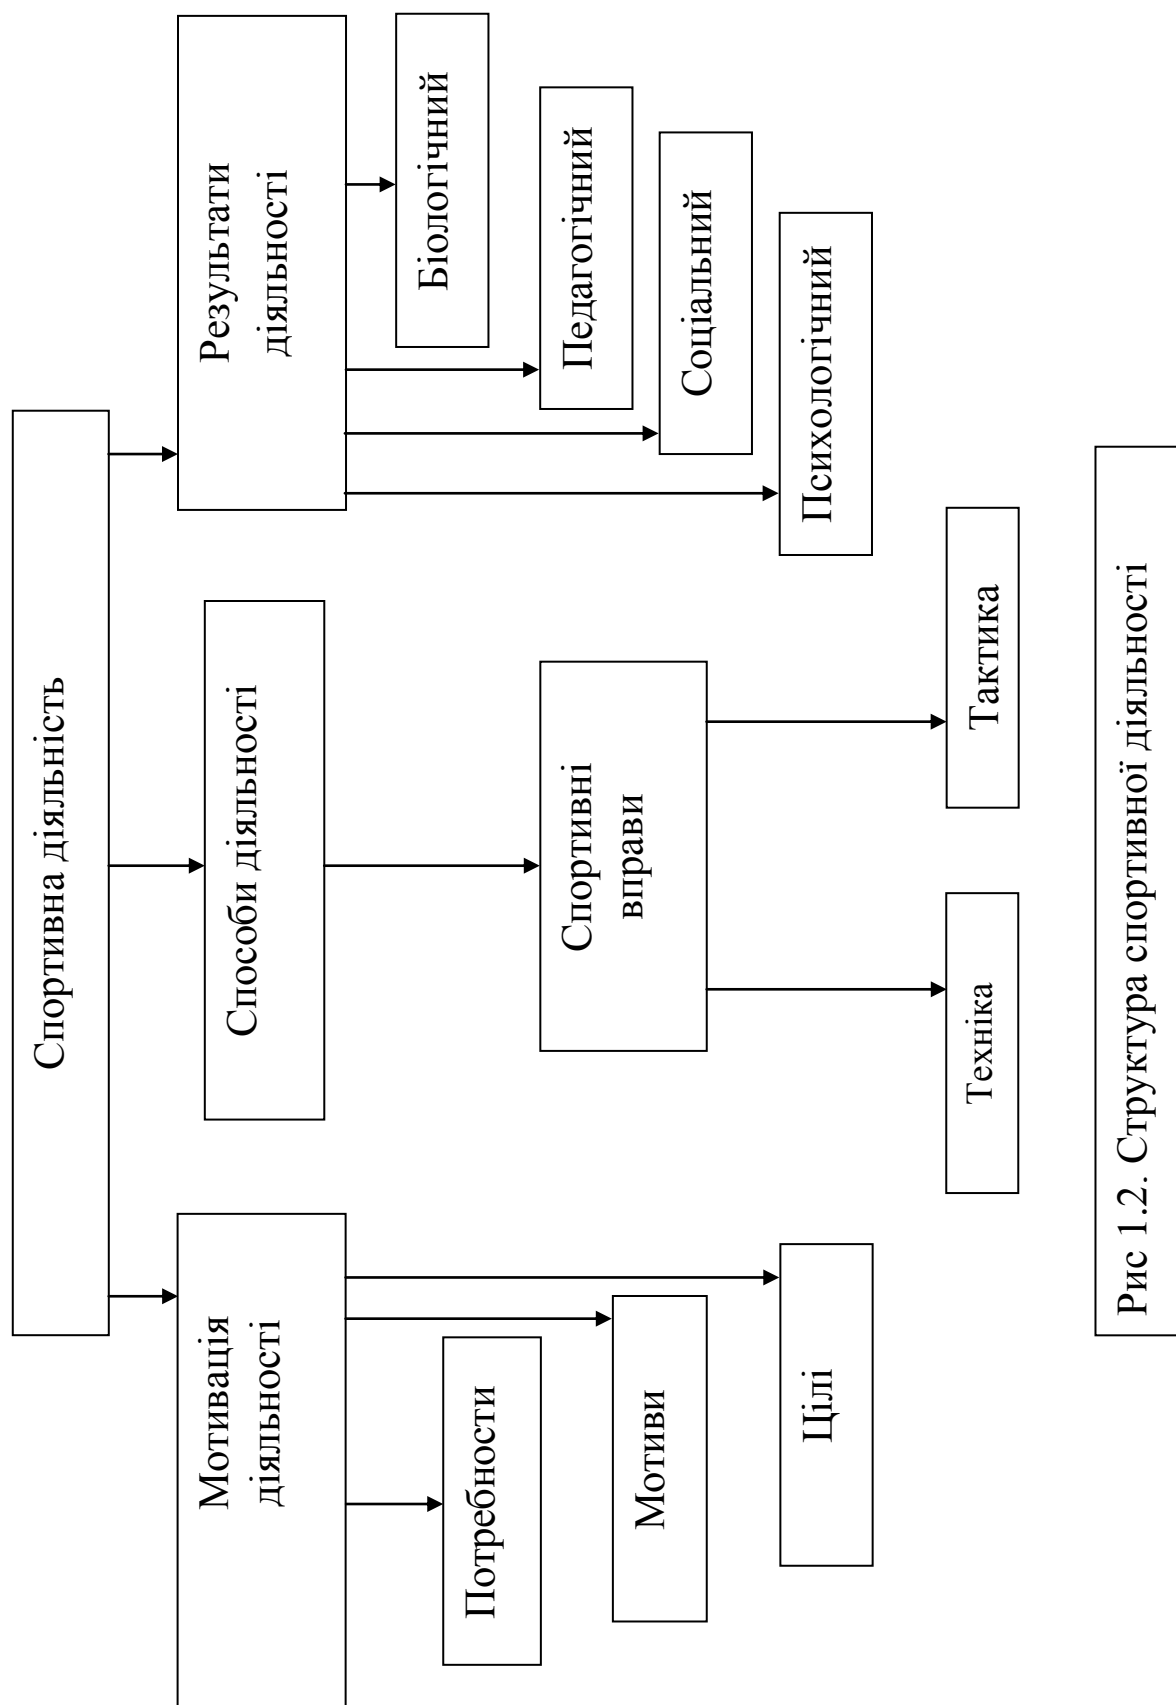 Спортивна діяльність
Мотивація
діяльності
Способи діяльності
Результати
діяльності
Потребности
Мотиви
Цілі
Спортивні
вправи
Техніка
Тактика
Біологічний
Педагогічний
Соціальний
Психологічний
Рис 1.2. Структура спортивної діяльності